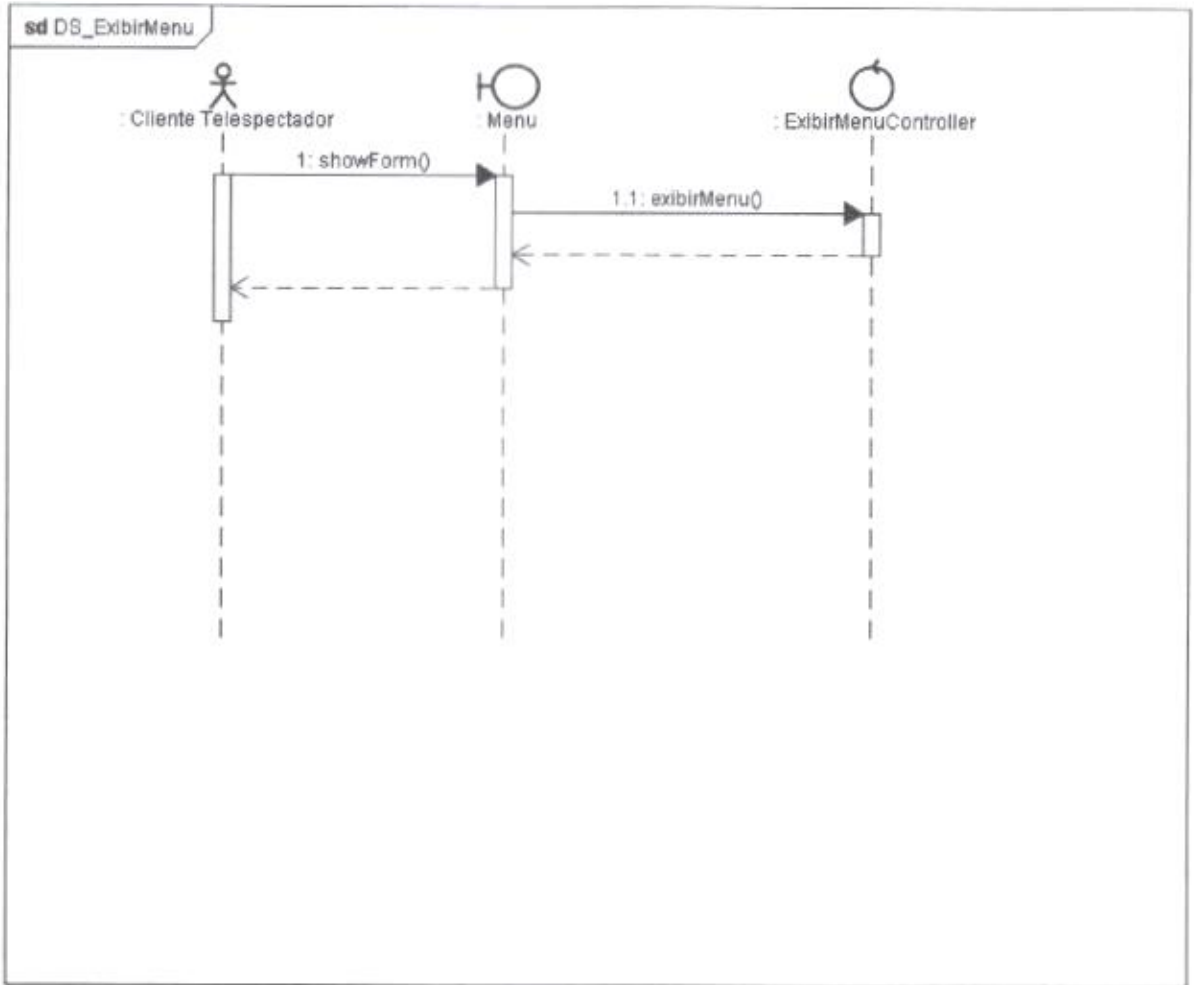 sd DS_ExibirMenu
: Cliente Telespectador
: Menu
: ExibirMenuController
1: showForm()
1.1: exibirMenu()